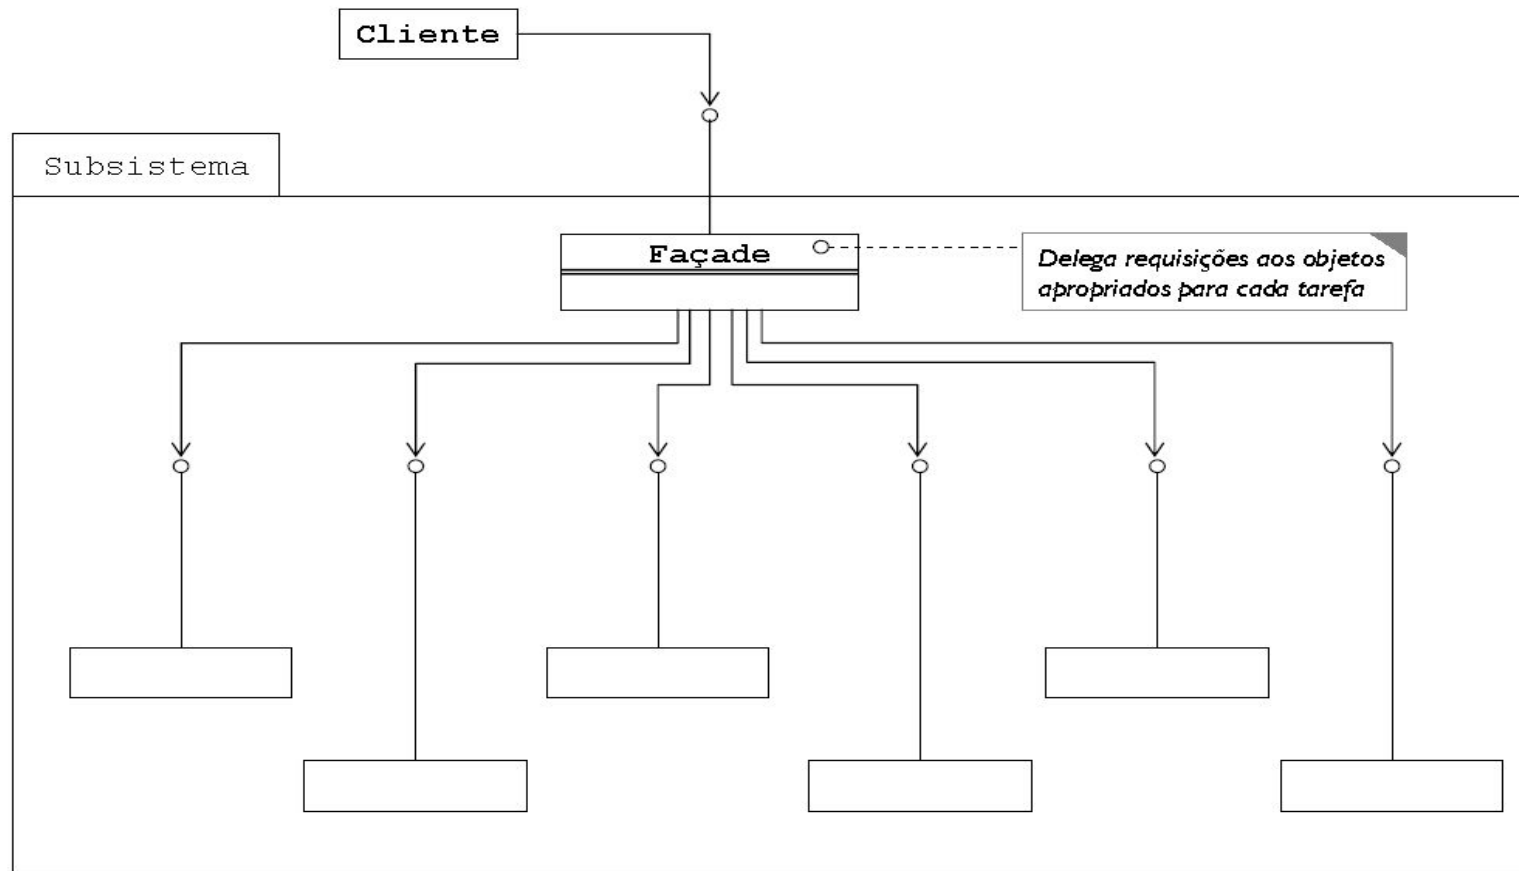 Cliente
Subsistema
Façade
Delega requisições aos objetos
apropriados para cada tarefa